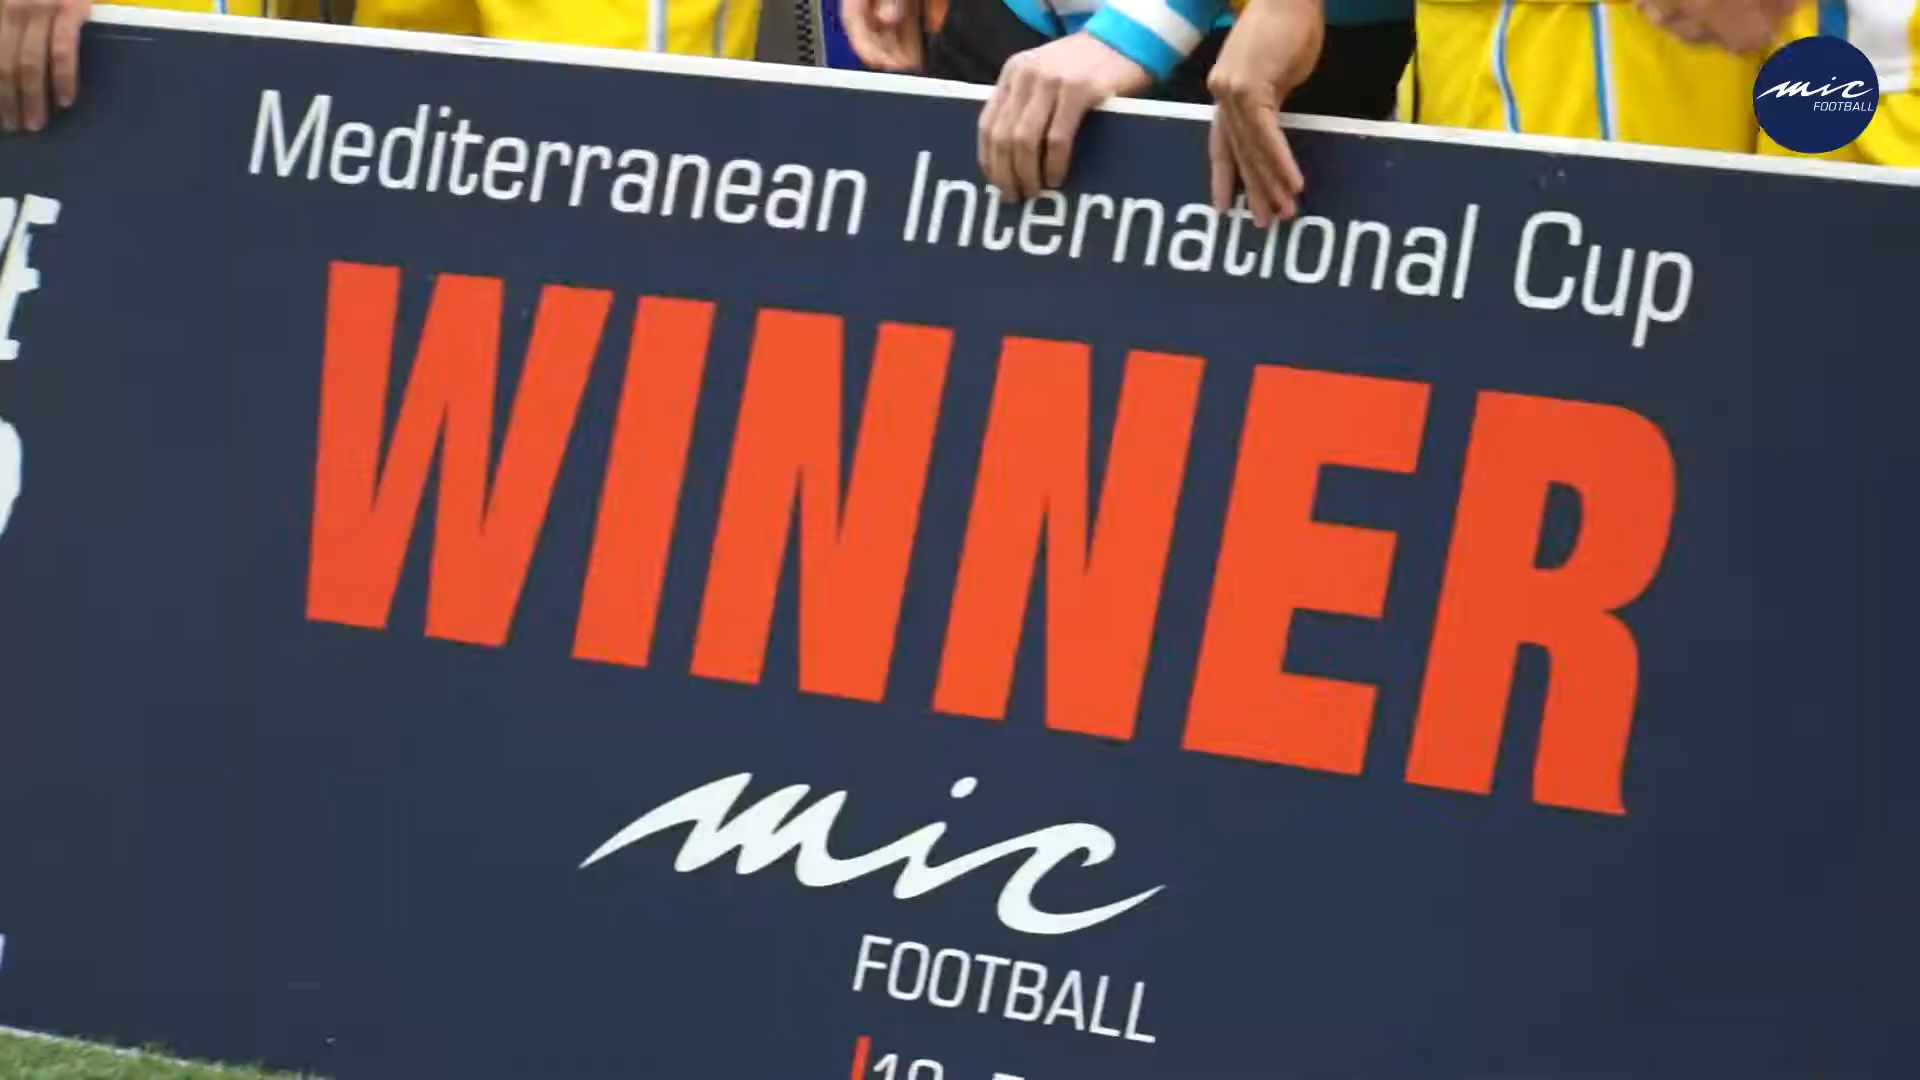 mic
FOOTBALL
Mediterranean International Cup
WINNER
mic
FOOTBALL